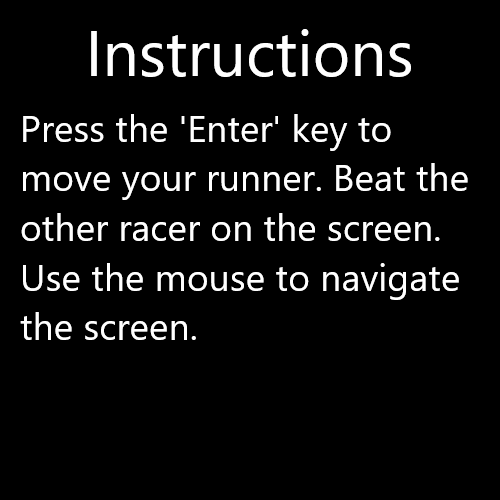 Instructions
Press the 'Enter' key to
move your runner. Beat the
other racer on the screen.
Use the mouse to navigate
the screen.